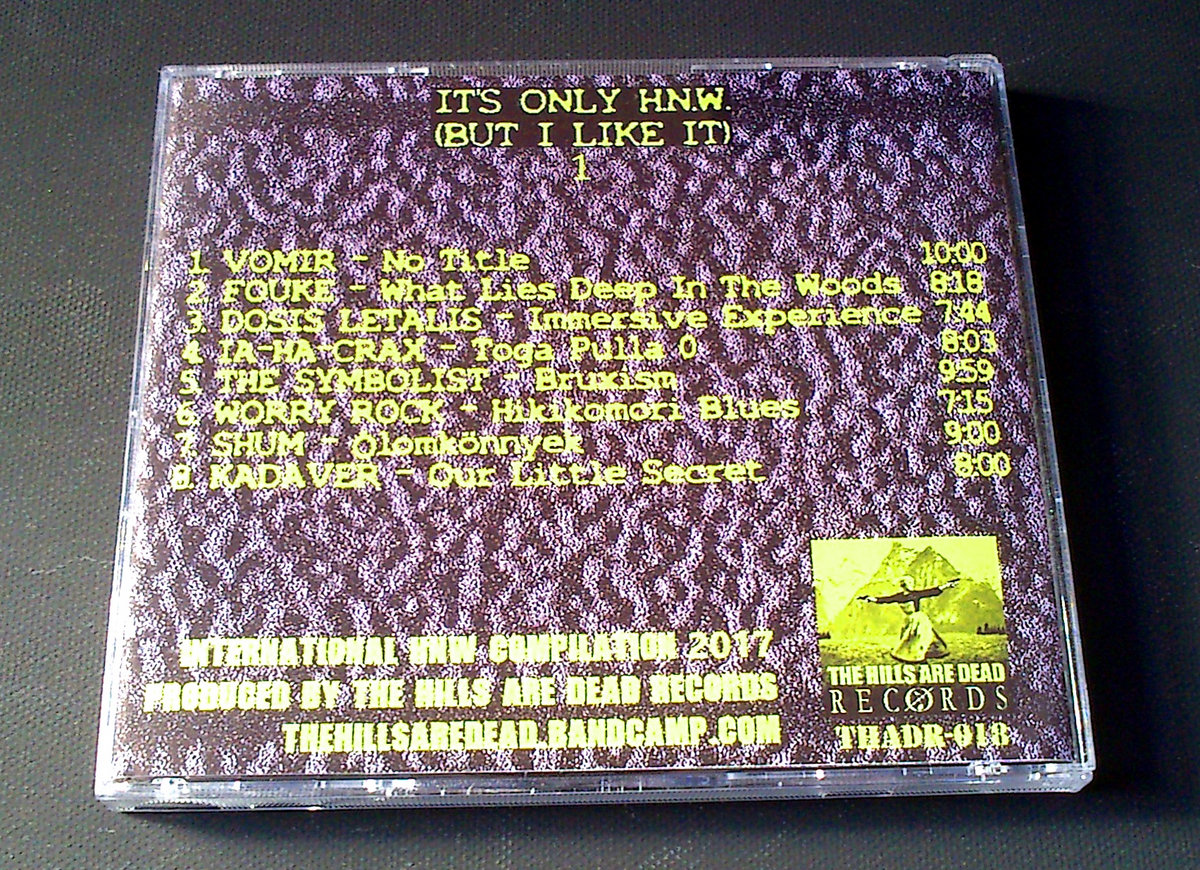 IT'S ONLY H.N.W.
(BUT I LIKE IT)
1
1. VOMIR - No Title 10:00
2. FOUKE - What Lies Deep In The Woods 8:18
3. DOSIS LETALIS - Immersive Experience 7:44
4. IA-HA-CRAX - Toga Pulla 0 8:03
5. THE SYMBOLIST - Bruxism 9:59
6. WORRY ROCK - Hikikomori Blues 7:15
7. SHUM - Ólomkönnyek 9:00
8. KADAVER - Our Little Secret 8:00
INTERNATIONAL HNW COMPILATION 2017
PRODUCED BY THE HILLS ARE DEAD RECORDS
THEHILLSAREDEAD.BANDCAMP.COM
THE HILLS ARE DEAD
RECORDS
THADR-018